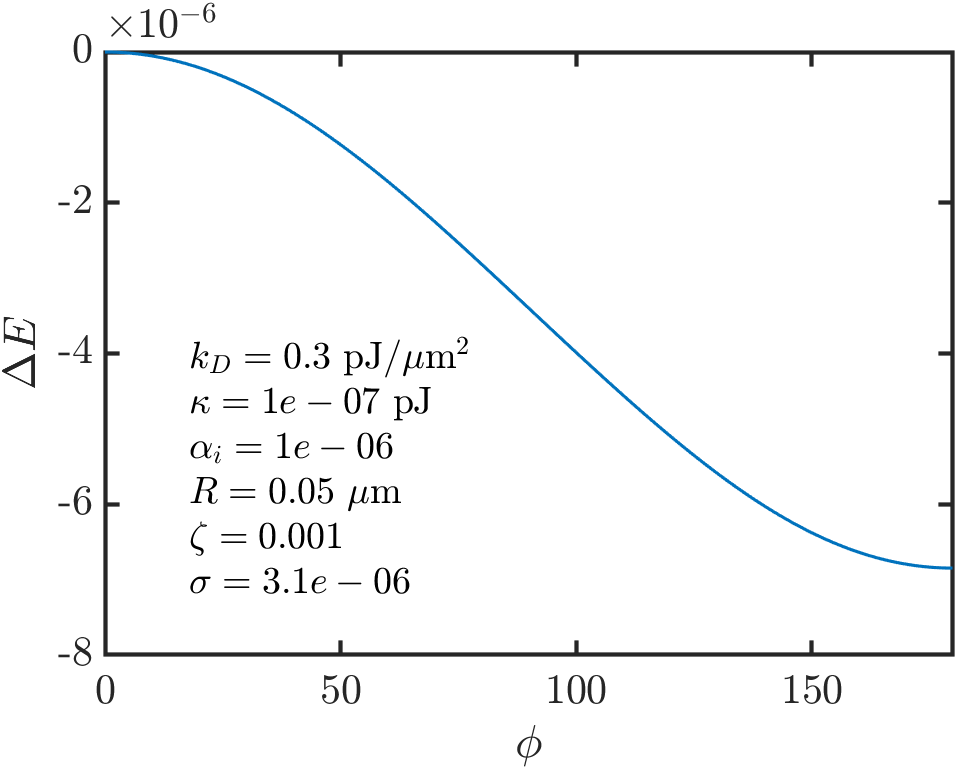 ×10⁻⁶
0
-2
-4
-6
-8
ΔE
k_D = 0.3 pJ/μm²
κ = 1e − 07 pJ
α_i = 1e − 06
R = 0.05 μm
ζ = 0.001
σ = 3.1e − 06
0 50 100 150
ϕ